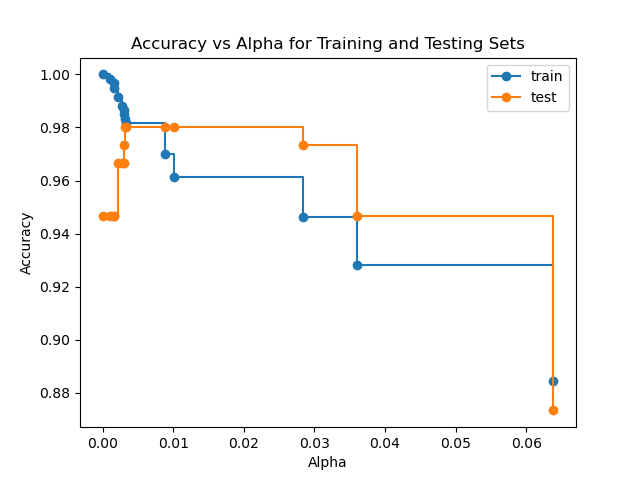 Accuracy vs Alpha for Training and Testing Sets
train
test
Accuracy
1.00
0.98
0.96
0.94
0.92
0.90
0.88
0.00 0.01 0.02 0.03 0.04 0.05 0.06
Alpha